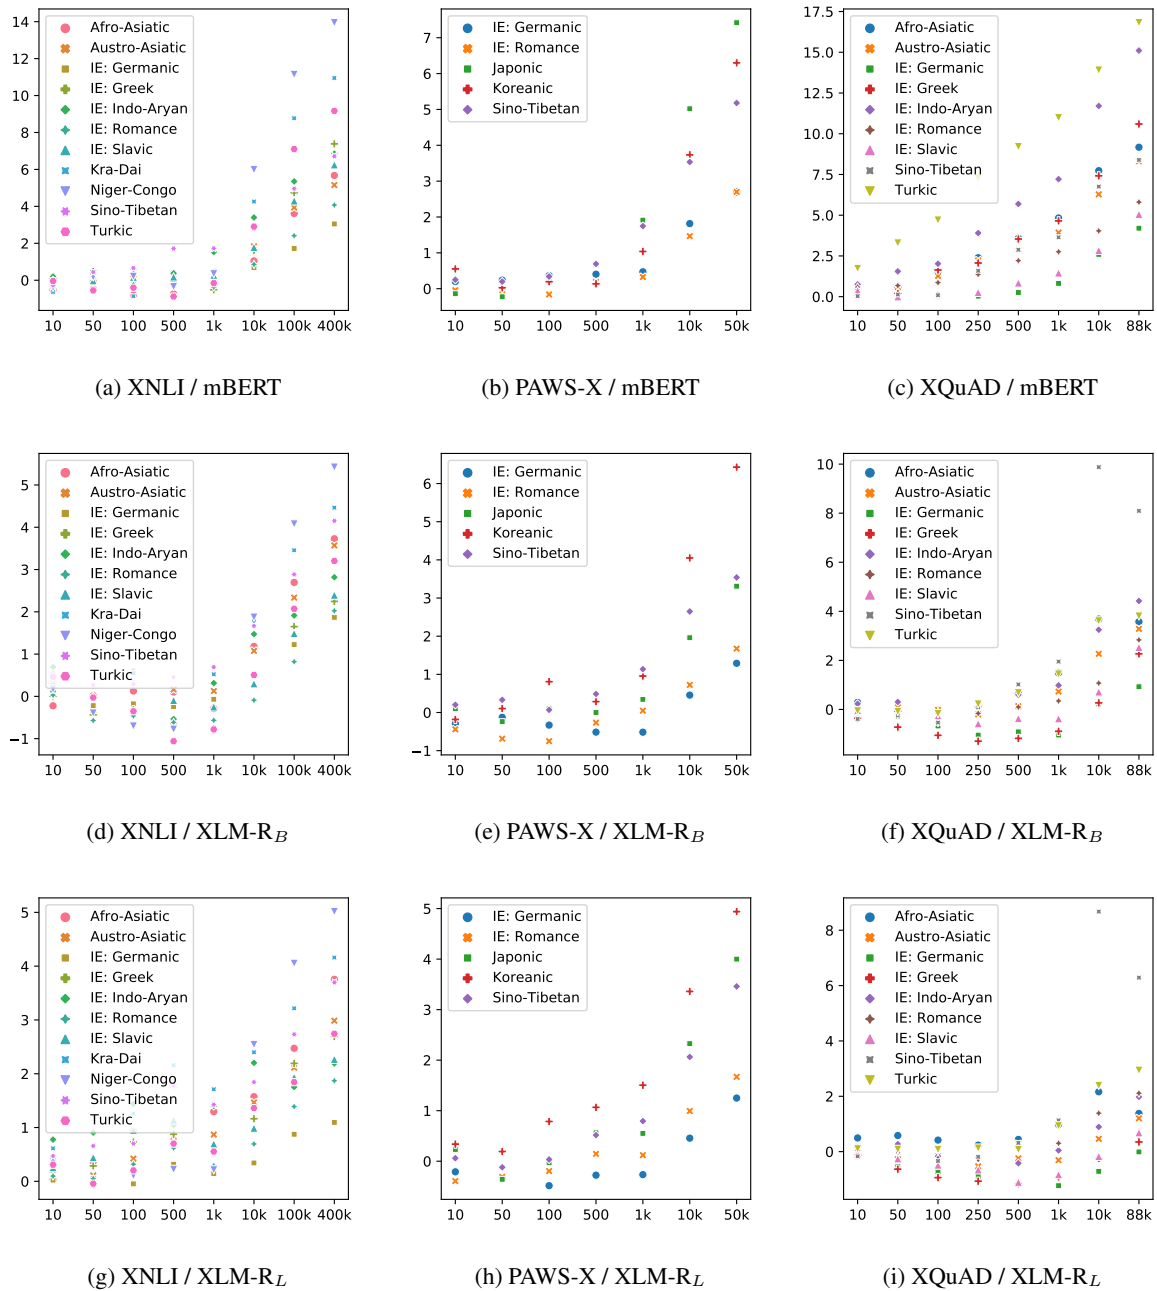 14
12
10
8
6
4
2
0
Afro-Asiatic
Austro-Asiatic
IE: Germanic
IE: Greek
IE: Indo-Aryan
IE: Romance
IE: Slavic
Kra-Dai
Niger-Congo
Sino-Tibetan
Turkic
10 50 100 500 1k 10k 100k 400k
(a) XNLI / mBERT
7
6
5
4
3
2
1
0
IE: Germanic
IE: Romance
Japonic
Koreanic
Sino-Tibetan
10 50 100 500 1k 10k 50k
(b) PAWS-X / mBERT
17.5
15.0
12.5
10.0
7.5
5.0
2.5
0.0
Afro-Asiatic
Austro-Asiatic
IE: Germanic
IE: Greek
IE: Indo-Aryan
IE: Romance
IE: Slavic
Sino-Tibetan
Turkic
10 50 100 250 500 1k 10k 88k
(c) XQuAD / mBERT
5
4
3
2
1
0
−1
Afro-Asiatic
Austro-Asiatic
IE: Germanic
IE: Greek
IE: Indo-Aryan
IE: Romance
IE: Slavic
Kra-Dai
Niger-Congo
Sino-Tibetan
Turkic
10 50 100 500 1k 10k 100k 400k
(d) XNLI / XLM-R_B
6
5
4
3
2
1
0
−1
IE: Germanic
IE: Romance
Japonic
Koreanic
Sino-Tibetan
10 50 100 500 1k 10k 50k
(e) PAWS-X / XLM-R_B
10
8
6
4
2
0
Afro-Asiatic
Austro-Asiatic
IE: Germanic
IE: Greek
IE: Indo-Aryan
IE: Romance
IE: Slavic
Sino-Tibetan
Turkic
10 50 100 250 500 1k 10k 88k
(f) XQuAD / XLM-R_B
5
4
3
2
1
0
Afro-Asiatic
Austro-Asiatic
IE: Germanic
IE: Greek
IE: Indo-Aryan
IE: Romance
IE: Slavic
Kra-Dai
Niger-Congo
Sino-Tibetan
Turkic
10 50 100 500 1k 10k 100k 400k
(g) XNLI / XLM-R_L
5
4
3
2
1
0
IE: Germanic
IE: Romance
Japonic
Koreanic
Sino-Tibetan
10 50 100 500 1k 10k 50k
(h) PAWS-X / XLM-R_L
8
6
4
2
0
Afro-Asiatic
Austro-Asiatic
IE: Germanic
IE: Greek
IE: Indo-Aryan
IE: Romance
IE: Slavic
Sino-Tibetan
Turkic
10 50 100 250 500 1k 10k 88k
(i) XQuAD / XLM-R_L